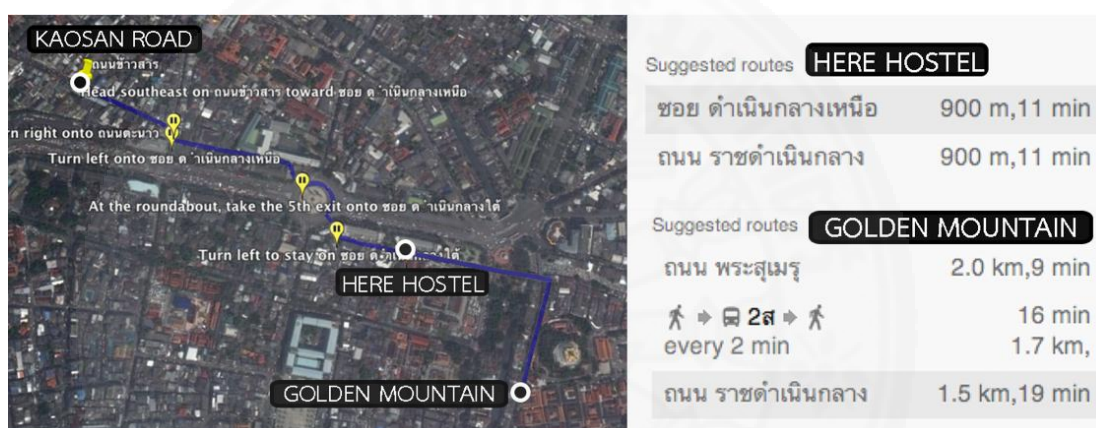 KAOSAN ROAD
ถนนข้าวสาร
Head southeast on ถนนข้าวสาร toward ซอย ด ำเนินกลางเหนือ
rn right onto ถนนตะนาว
Turn left onto ซอย ด ำเนินกลางเหนือ
At the roundabout, take the 5th exit onto ซอย ด ำเนินกลางใต้
Turn left to stay on ซอย ด
HERE HOSTEL
GOLDEN MOUNTAIN
Suggested routes HERE HOSTEL
ซอย ดำเนินกลางเหนือ 900 m,11 min
ถนน ราชดำเนินกลาง 900 m,11 min
Suggested routes GOLDEN MOUNTAIN
ถนน พระสุเมรุ 2.0 km,9 min
2ส 16 min
every 2 min 1.7 km,
ถนน ราชดำเนินกลาง 1.5 km,19 min